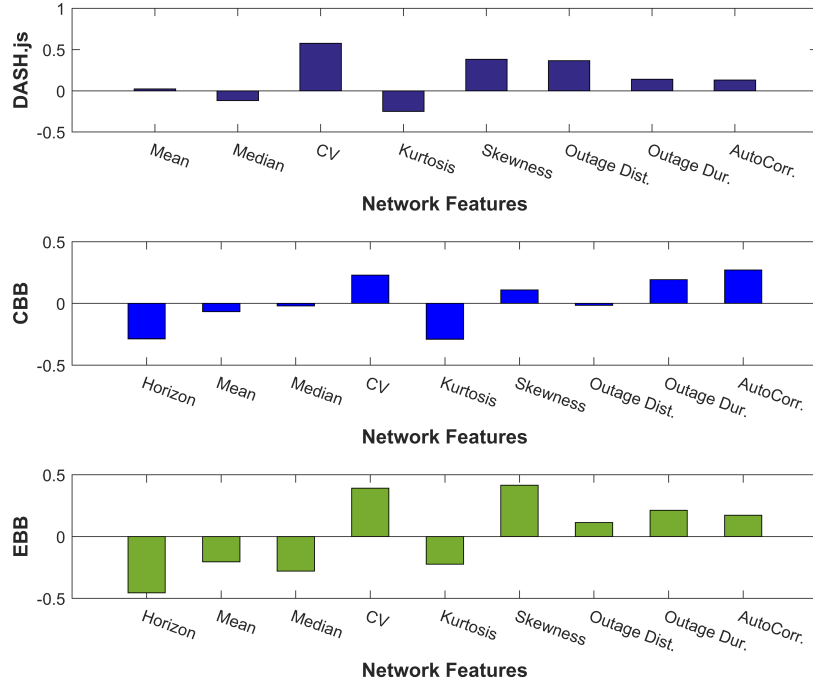 DASH.js
1
0.5
0
-0.5
Mean Median CV Kurtosis Skewness Outage Dist. Outage Dur. AutoCorr.
Network Features
CBB
0.5
0
-0.5
Horizon Mean Median CV Kurtosis Skewness Outage Dist. Outage Dur. AutoCorr.
Network Features
EBB
0.5
0
-0.5
Horizon Mean Median CV Kurtosis Skewness Outage Dist. Outage Dur. AutoCorr.
Network Features